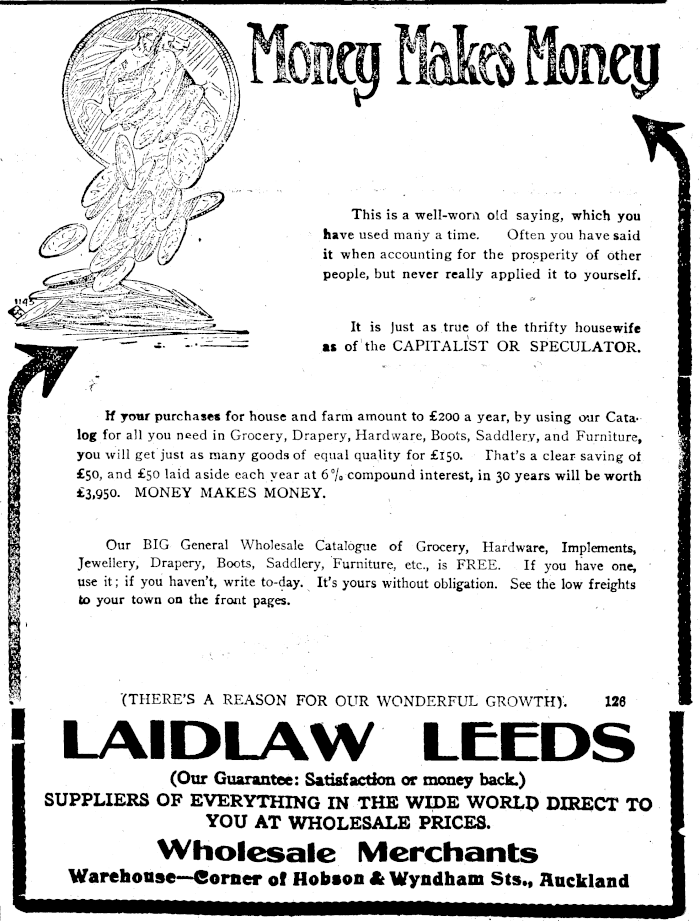 Money Makes Money
This is a well-worn old saying, which you
have used many a time. Often you have said
it when accounting for the prosperity of other
people, but never really applied it to yourself.
1145
It is just as true of the thrifty housewife
as of the CAPITALIST OR SPECULATOR.
If your purchases for house and farm amount to £200 a year, by using our Cata-
log for all you need in Grocery, Drapery, Hardware, Boots, Saddlery, and Furniture,
you will get just as many goods of equal quality for £150. That's a clear saving of
£50, and £50 laid aside each year at 6% compound interest, in 30 years will be worth
£3,950. MONEY MAKES MONEY.
Our BIG General Wholesale Catalogue of Grocery, Hardware, Implements,
Jewellery, Drapery, Boots, Saddlery, Furniture, etc., is FREE. If you have one,
use it; if you haven't, write to-day. It's yours without obligation. See the low freights
to your town on the front pages.
(THERE'S A REASON FOR OUR WONDERFUL GROWTH). 126
LAIDLAW LEEDS
(Our Guarantee: Satisfaction or money back.)
SUPPLIERS OF EVERYTHING IN THE WIDE WORLD DIRECT TO
YOU AT WHOLESALE PRICES.
Wholesale Merchants
Warehouse—Corner of Hobson & Wyndham Sts., Auckland